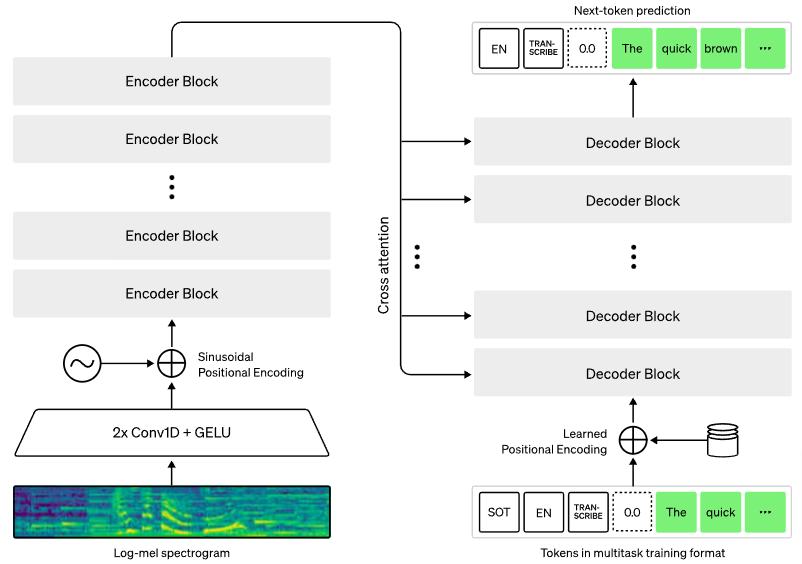 Next-token prediction
EN TRAN-SCRIBE 0.0 The quick brown ...
Encoder Block
Encoder Block
Encoder Block
Encoder Block
Sinusoidal
Positional Encoding
2x Conv1D + GELU
Log-mel spectrogram
Cross attention
Decoder Block
Decoder Block
Decoder Block
Decoder Block
Learned
Positional Encoding
SOT EN TRAN-SCRIBE 0.0 The quick ...
Tokens in multitask training format